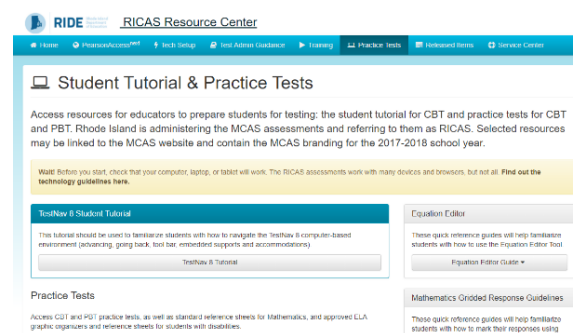 RIDE
RICAS Resource Center
Home PearsonAccessnext Tech Setup Test Admin Guidance Training Practice Tests Released Items Service Center
Student Tutorial & Practice Tests
Access resources for educators to prepare students for testing: the student tutorial for CBT and practice tests for CBT
and PBT. Rhode Island is administering the MCAS assessments and referring to them as RICAS. Selected resources
may be linked to the MCAS website and contain the MCAS branding for the 2017-
2018 school year.
Wait! Before you start, check that your computer, laptop, or tablet will work. The RICAS assessments work with many devices and browsers, but not all. Find out the
technology guidelines here.
TestNav 8 Student Tutorial
This tutorial should be used to familiarize students with how to navigate the TestNav 8 computer-based
environment (advancing, going back, tool bar, embedded supports and accommodations)
TestNav 8 Tutorial
Equation Editor
These quick reference guides will help familiarize
students with how to use the Equation Editor Tool
Equation Editor Guide
Practice Tests
Access CBT and PBT practice tests, as well as standard reference sheets for Mathematics, and approved ELA
graphic organizers and reference sheets for students with disabilities.
Mathematics Gridded Response Guidelines
These quick reference guides will help familiarize
students with how to mark their responses using